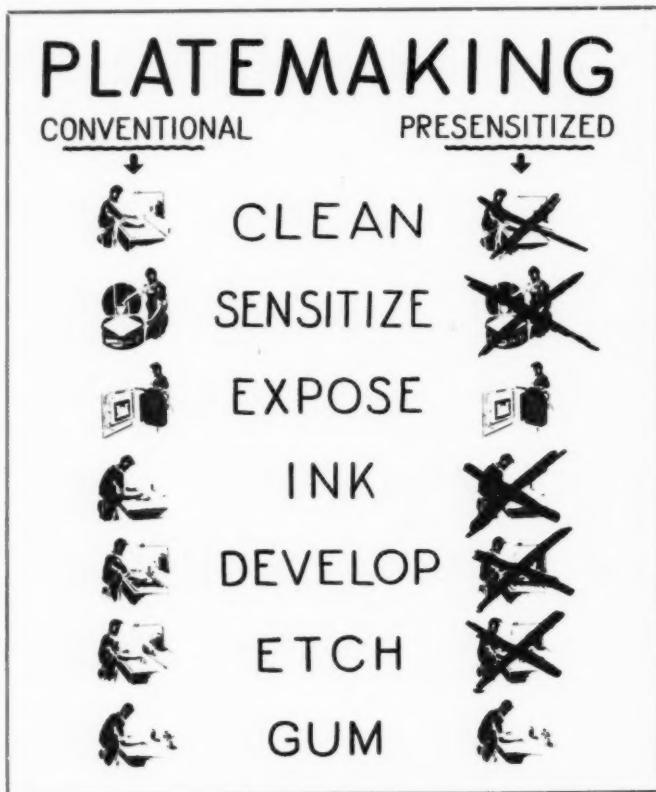 PLATEMAKING
CONVENTIONAL PRESENSITIZED
CLEAN
SENSITIZE
EXPOSE
INK
DEVELOP
ETCH
GUM